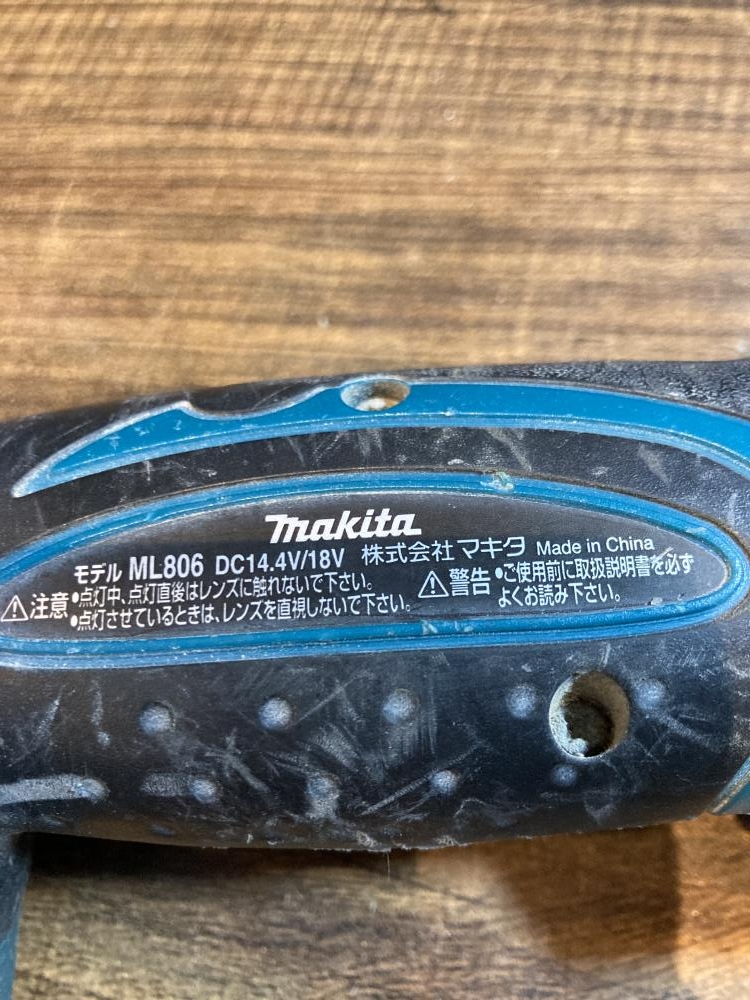 makita
モデル ML806 DC14.4V/18V 株式会社マキタ Made in China
⚠注意 •点灯中、点灯直後はレンズに触れないで下さい。
•点灯させているときは、レンズを直視しないで下さい。
⚠警告 •ご使用前に取扱説明書を必ず
よくお読み下さい。